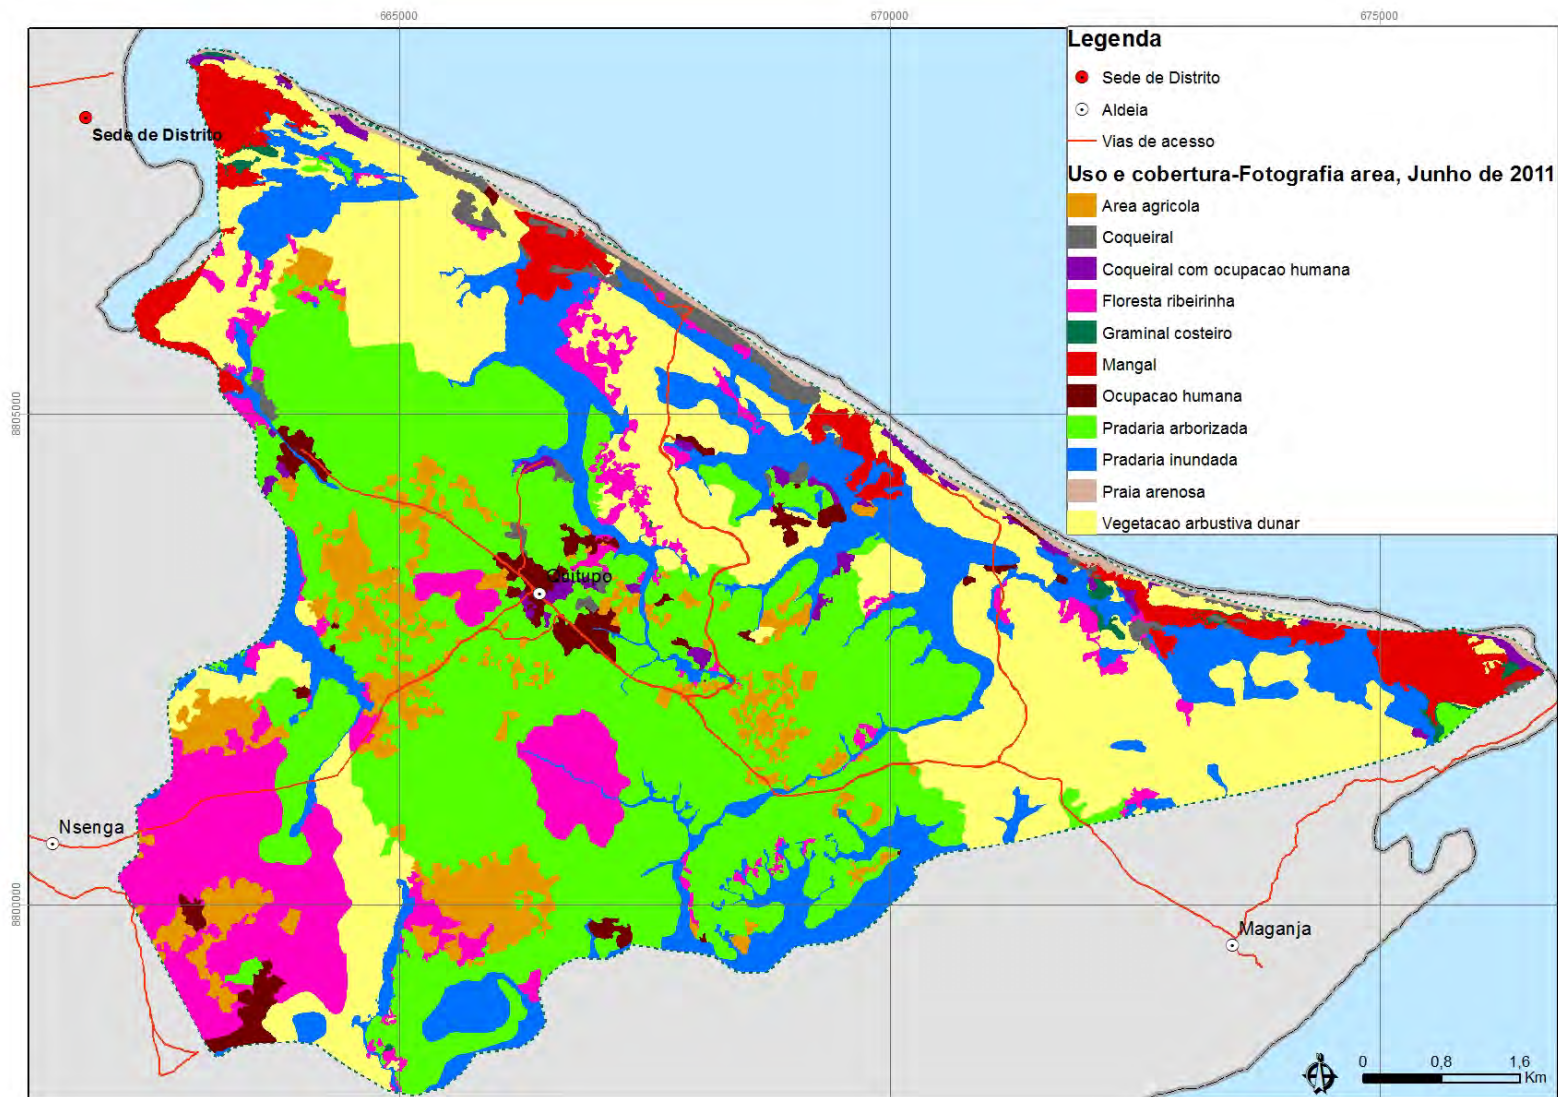 665000
670000
675000
Legenda
Sede de Distrito
Aldeia
Vias de acesso
Uso e cobertura-Fotografia area, Junho de 2011
Area agricola
Coqueiral
Coqueiral com ocupacao humana
Floresta ribeirinha
Graminal costeiro
Mangal
Ocupacao humana
Pradaria arborizada
Pradaria inundada
Praia arenosa
Vegetacao arbustiva dunar
Sede de Distrito
8805000
Quitupo
Nsenga
8800000
Maganja
0 0,8 1,6
Km